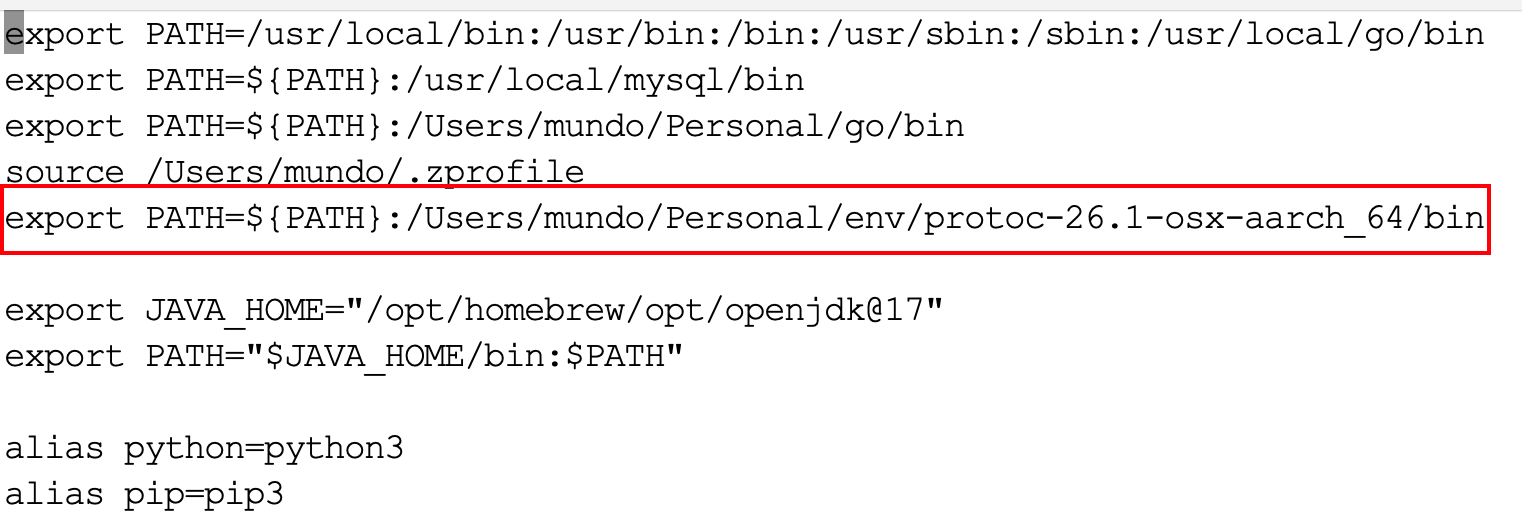 export PATH=/usr/local/bin:/usr/bin:/bin:/usr/sbin:/sbin:/usr/local/go/bin
export PATH=${PATH}:/usr/local/mysql/bin
export PATH=${PATH}:/Users/mundo/Personal/go/bin
source /Users/mundo/.zprofile
export PATH=${PATH}:/Users/mundo/Personal/env/protoc-26.1-osx-aarch_64/bin
export JAVA_HOME="/opt/homebrew/opt/openjdk@17"
export PATH="$JAVA_HOME/bin:$PATH"
alias python=python3
alias pip=pip3